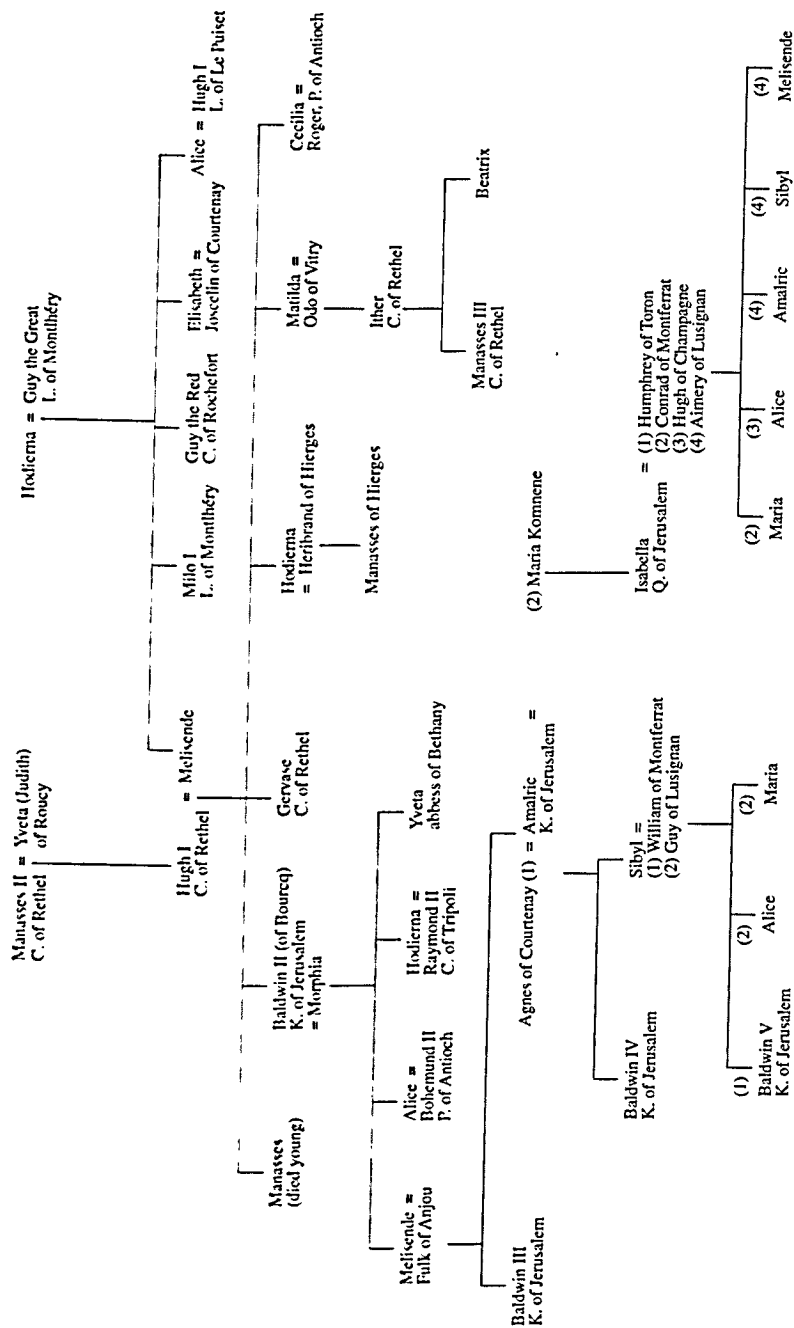 Hodierna = Guy the Great
L. of Montlhéry
Manasses II = Yveta (Judith)
C. of Rethel
of Roucy
Melisende
Milo I
L. of Montlhéry
Guy the Red
C. of Rochefort
Elisabeth =
Joscelin of Courtenay
Alice = Hugh I
L. of Le Puiset
Hugh I
C. of Rethel
= Melisende
Manasses
(died young)
Baldwin II (of Bourcq)
K. of Jerusalem
= Morphia
Gervase
C. of Rethel
Hodierna
= Heribrand of Hierges
Matilda =
Odo of Vitry
Cecilia =
Roger, P. of Antioch
Manasses of Hierges
Ither
C. of Rethel
Manasses III
C. of Rethel
Beatrix
Melisende =
Fulk of Anjou
Alice =
Bohemund II
P. of Antioch
Hodierna =
Raymond II
C. of Tripoli
Yveta
abbess of Bethany
Baldwin III
K. of Jerusalem
Agnes of Courtenay (1) = Amalric =
K. of Jerusalem
(2) Maria Komnene
Baldwin IV
K. of Jerusalem
Sibyl =
(1) William of Montferrat
(2) Guy of Lusignan
Isabella
Q. of Jerusalem
= (1) Humphrey of Toron
(2) Conrad of Montferrat
(3) Hugh of Champagne
(4) Aimery of Lusignan
(1)
Baldwin V
K. of Jerusalem
(2)
Alice
(2)
Maria
(2)
Maria
(3)
Alice
(4)
Amalric
(4)
Sibyl
(4)
Melisende